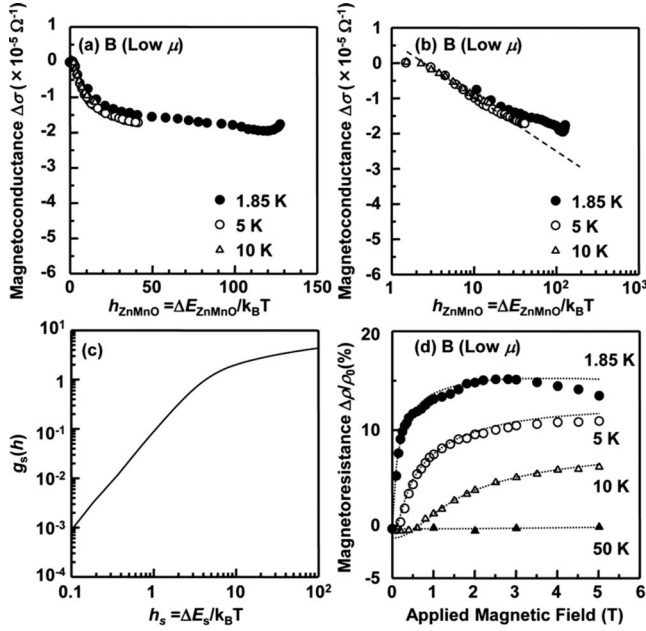 (a) B (Low μ)
Magnetoconductance Δσ (× 10⁻⁵ Ω⁻¹)
1
0
-1
-2
-3
-4
-5
-6
1.85 K
5 K
10 K
0 50 100 150
h_ZnMnO =ΔE_ZnMnO/k_BT
(b) B (Low μ)
Magnetoconductance Δσ (× 10⁻⁵ Ω⁻¹)
1
0
-1
-2
-3
-4
-5
-6
1.85 K
5 K
10 K
1 10 10² 10³
h_ZnMnO =ΔE_ZnMnO/k_BT
(c)
g_s(h)
10¹
1
10⁻¹
10⁻²
10⁻³
10⁻⁴
0.1 1 10 10²
h_s =ΔE_s/k_BT
(d) B (Low μ)
Magnetoresistance Δρ/ρ₀(%)
20
15
10
0
-5
1.85 K
5 K
10 K
50 K
0 1 2 3 4 5
Applied Magnetic Field (T)